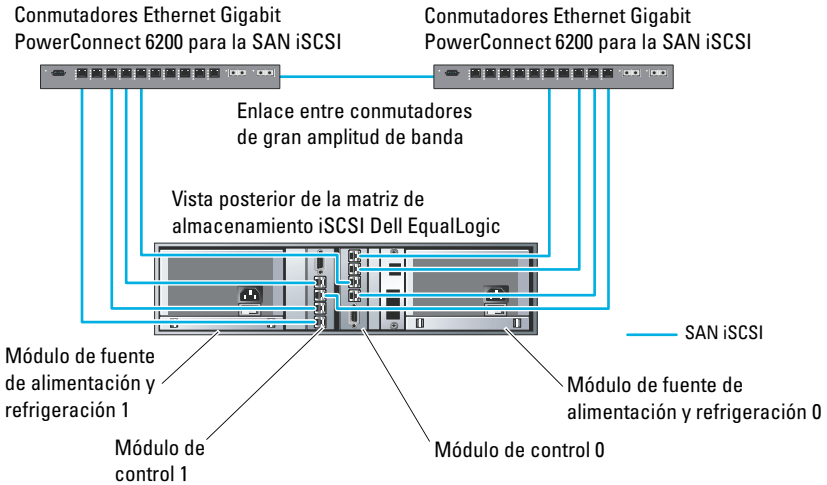 Conmutadores Ethernet Gigabit
PowerConnect 6200 para la SAN iSCSI
Conmutadores Ethernet Gigabit
PowerConnect 6200 para la SAN iSCSI
Enlace entre conmutadores
de gran amplitud de banda
Vista posterior de la matriz de
almacenamiento iSCSI Dell EqualLogic
SAN iSCSI
Módulo de fuente
de alimentación y
refrigeración 1
Módulo de fuente de
alimentación y refrigeración 0
Módulo de
control 1
Módulo de control 0